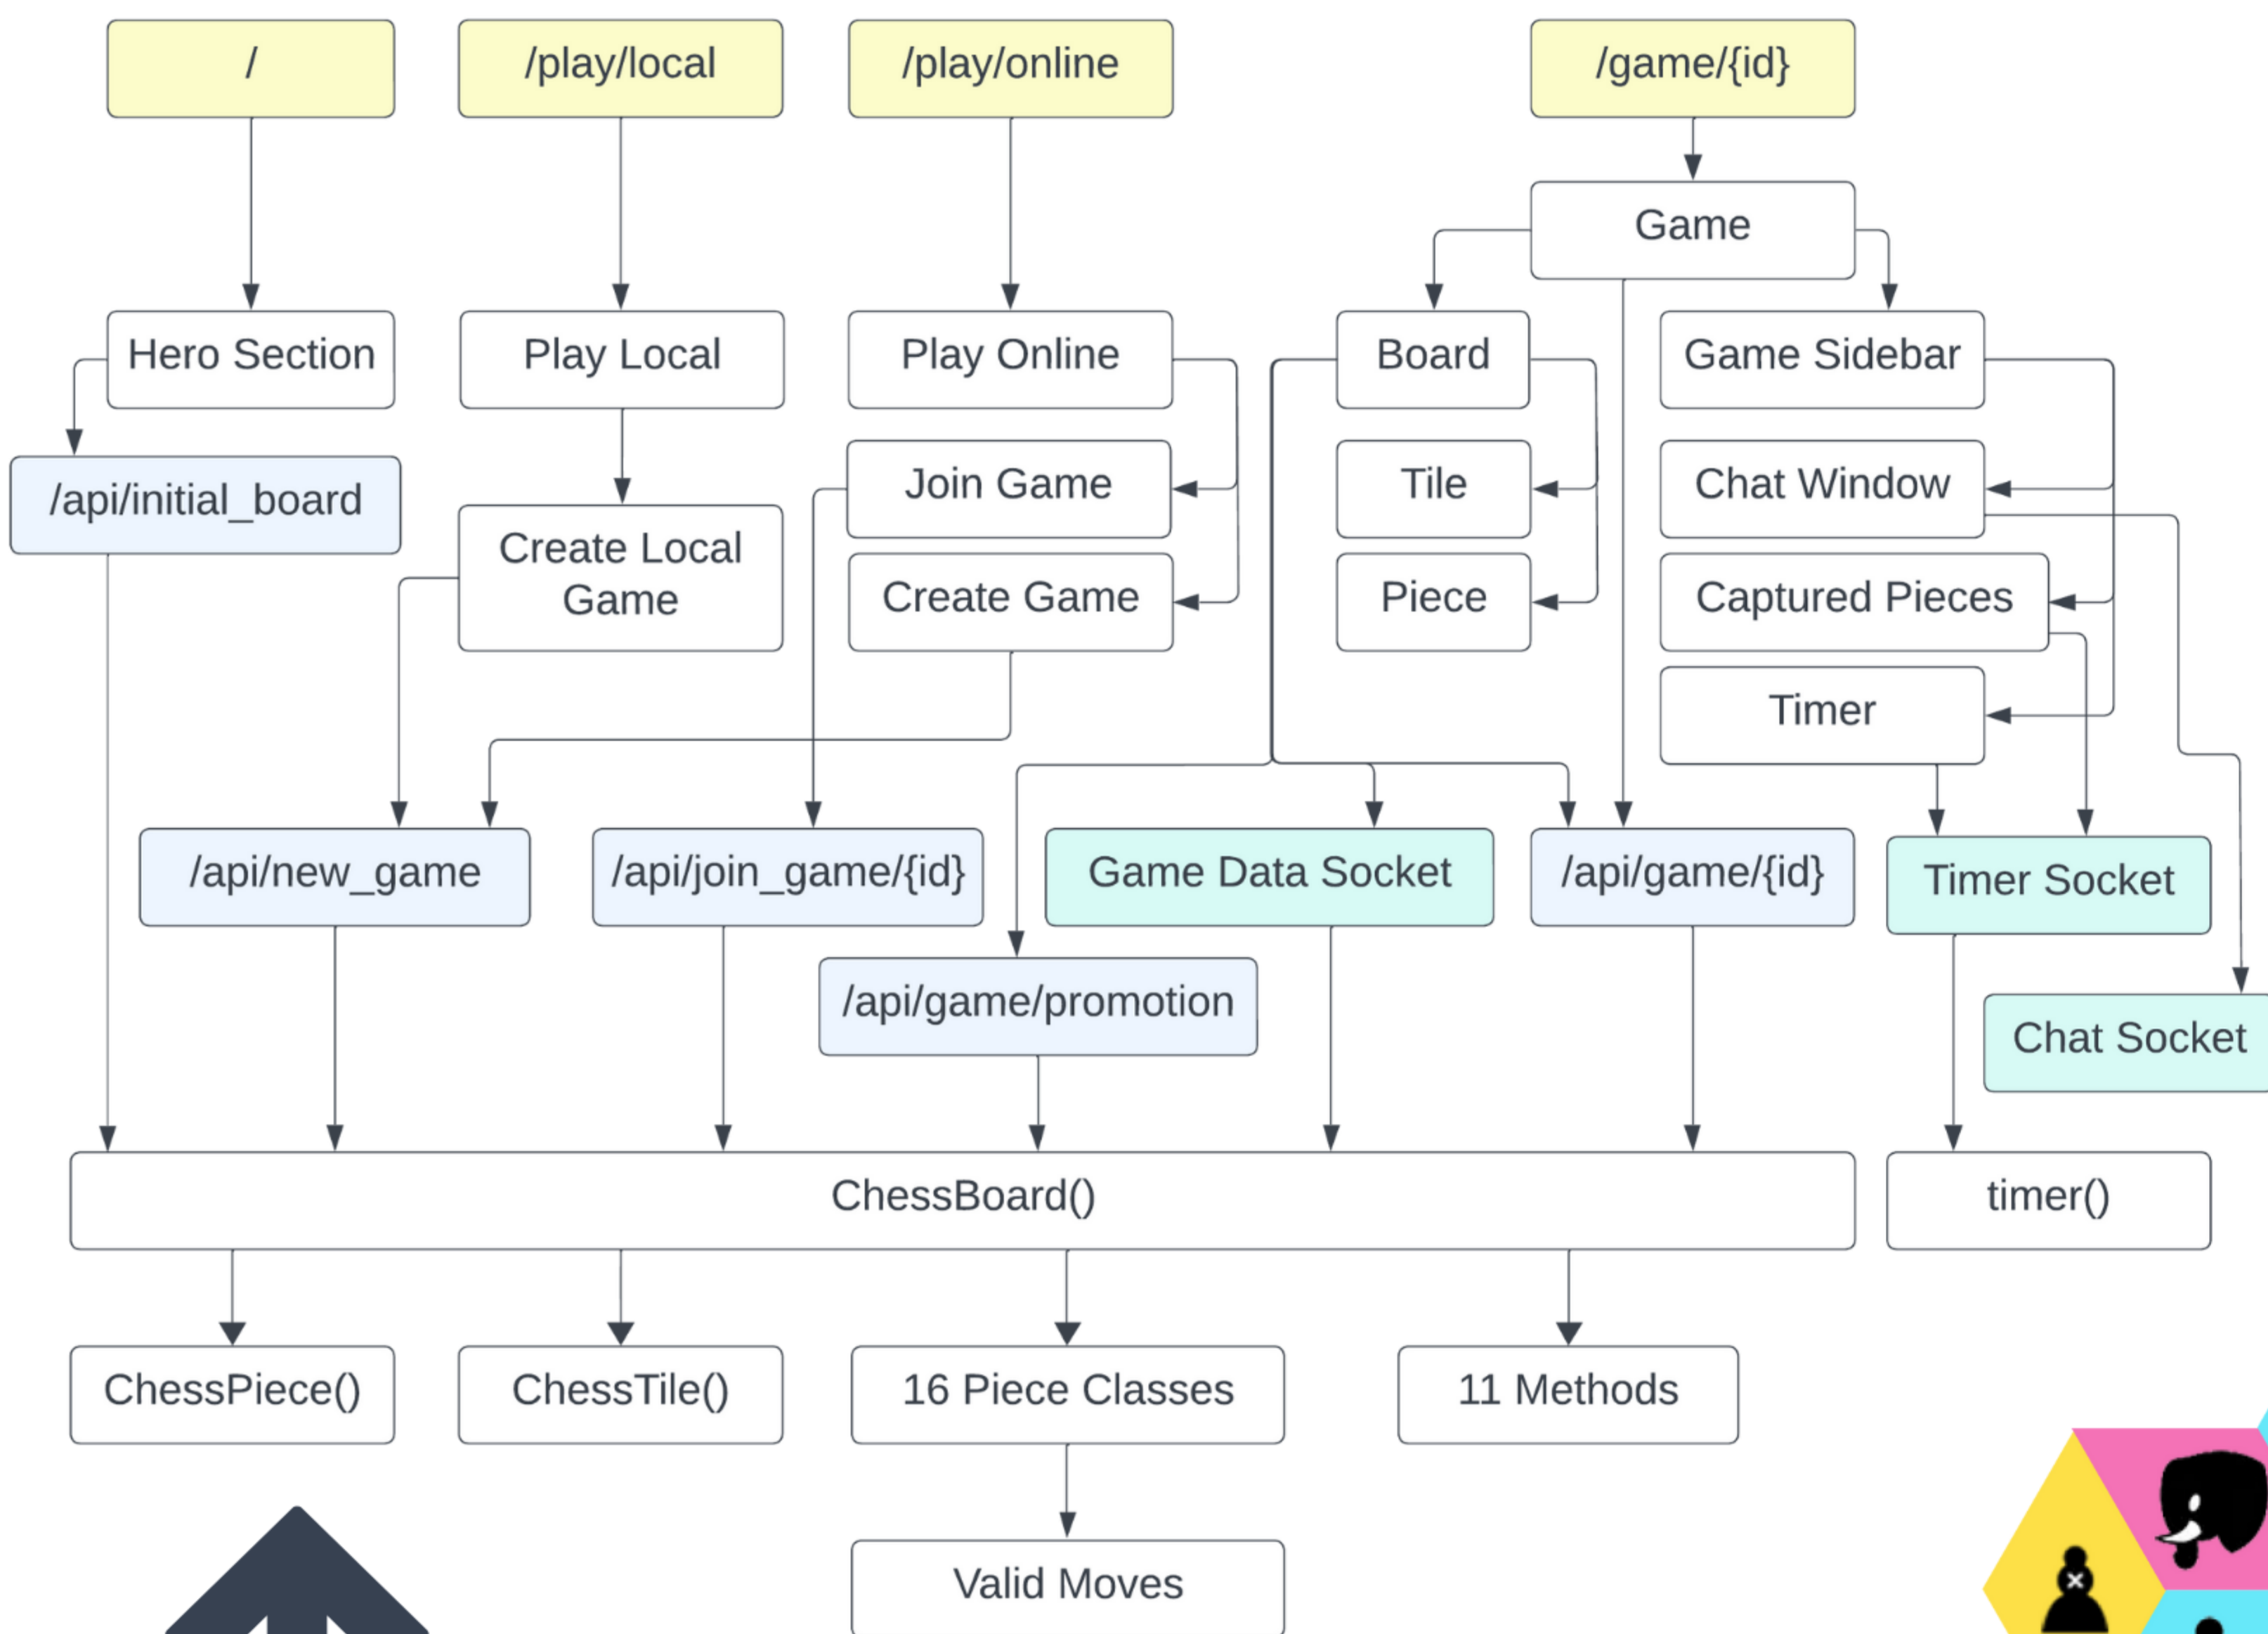 /
/play/local
/play/online
/game/{id}
Game
Hero Section
Play Local
Play Online
Board
Game Sidebar
/api/initial_board
Join Game
Tile
Chat Window
Create Local
Game
Create Game
Piece
Captured Pieces
Timer
/api/new_game
/api/join_game/{id}
Game Data Socket
/api/game/{id}
Timer Socket
/api/game/promotion
Chat Socket
ChessBoard()
timer()
ChessPiece()
ChessTile()
16 Piece Classes
11 Methods
Valid Moves